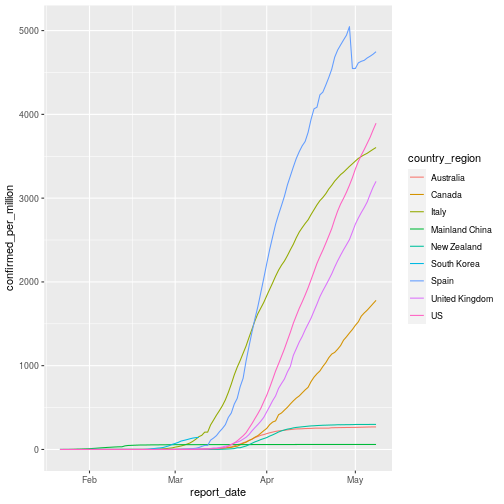 confirmed_per_million
5000
4000
3000
2000
1000
0
Feb
Mar
Apr
May
report_date
country_region
Australia
Canada
Italy
Mainland China
New Zealand
South Korea
Spain
United Kingdom
US